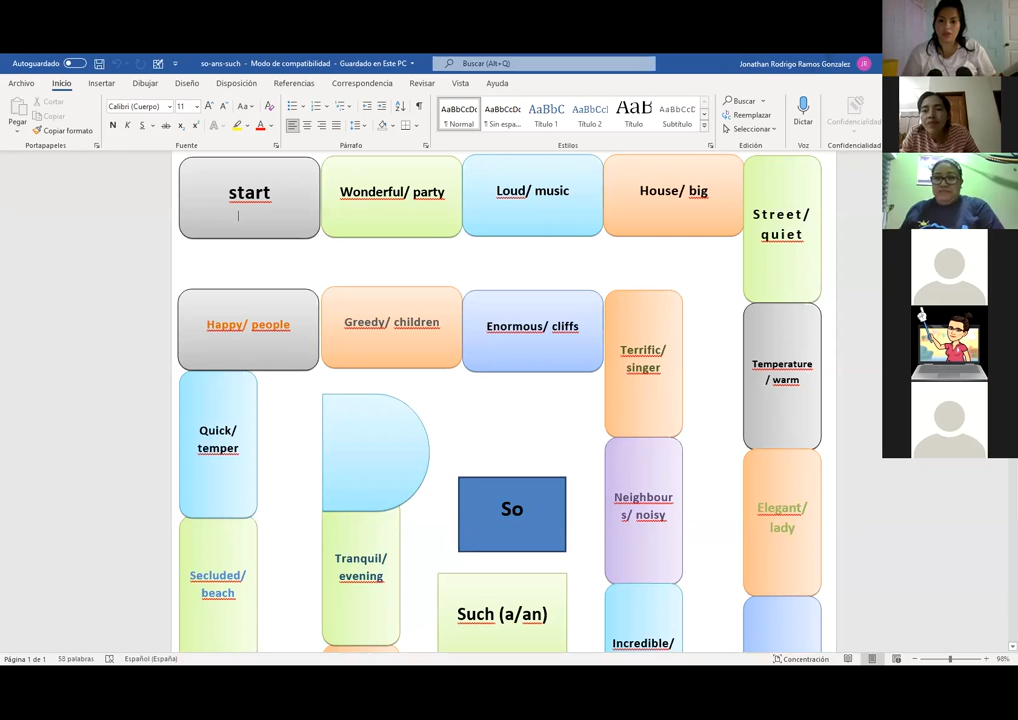 Autoguardado
so-ans-such - Modo de compatibilidad - Guardado en Este PC
Buscar (Alt+Q)
Jonathan Rodrigo Ramos Gonzalez
JR
Archivo
Inicio
Insertar
Dibujar
Diseño
Disposición
Referencias
Correspondencia
Revisar
Vista
Ayuda
Pegar
Cortar
Copiar
Copiar formato
Portapapeles
Calibri (Cuerpo)
11
Fuente
Párrafo
AaBbCcDc
¶ Normal
AaBbCcDc
¶ Sin espa...
AaBbC
Título 1
AaBbCcI
Título 2
AaB
Título
AaBbCcD
Subtítulo
Estilos
Buscar
Reemplazar
Seleccionar
Edición
Dictar
Voz
Confidencialidad
Confidencialidad
start
Wonderful/ party
Loud/ music
House/ big
Street/
quiet
Happy/ people
Greedy/ children
Enormous/ cliffs
Terrific/
singer
Temperature
/ warm
Quick/
temper
So
Neighbour
s/ noisy
Elegant/
lady
Secluded/
beach
Tranquil/
evening
Such (a/an)
Incredible/
Página 1 de 1
58 palabras
Español (España)
Concentración
98%